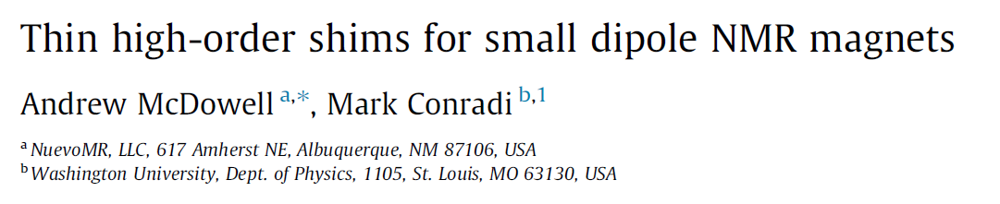 Thin high-order shims for small dipole NMR magnets
Andrew McDowell a,*, Mark Conradi b,1
a NuevoMR, LLC, 617 Amherst NE, Albuquerque, NM 87106, USA
b Washington University, Dept. of Physics, 1105, St. Louis, MO 63130, USA